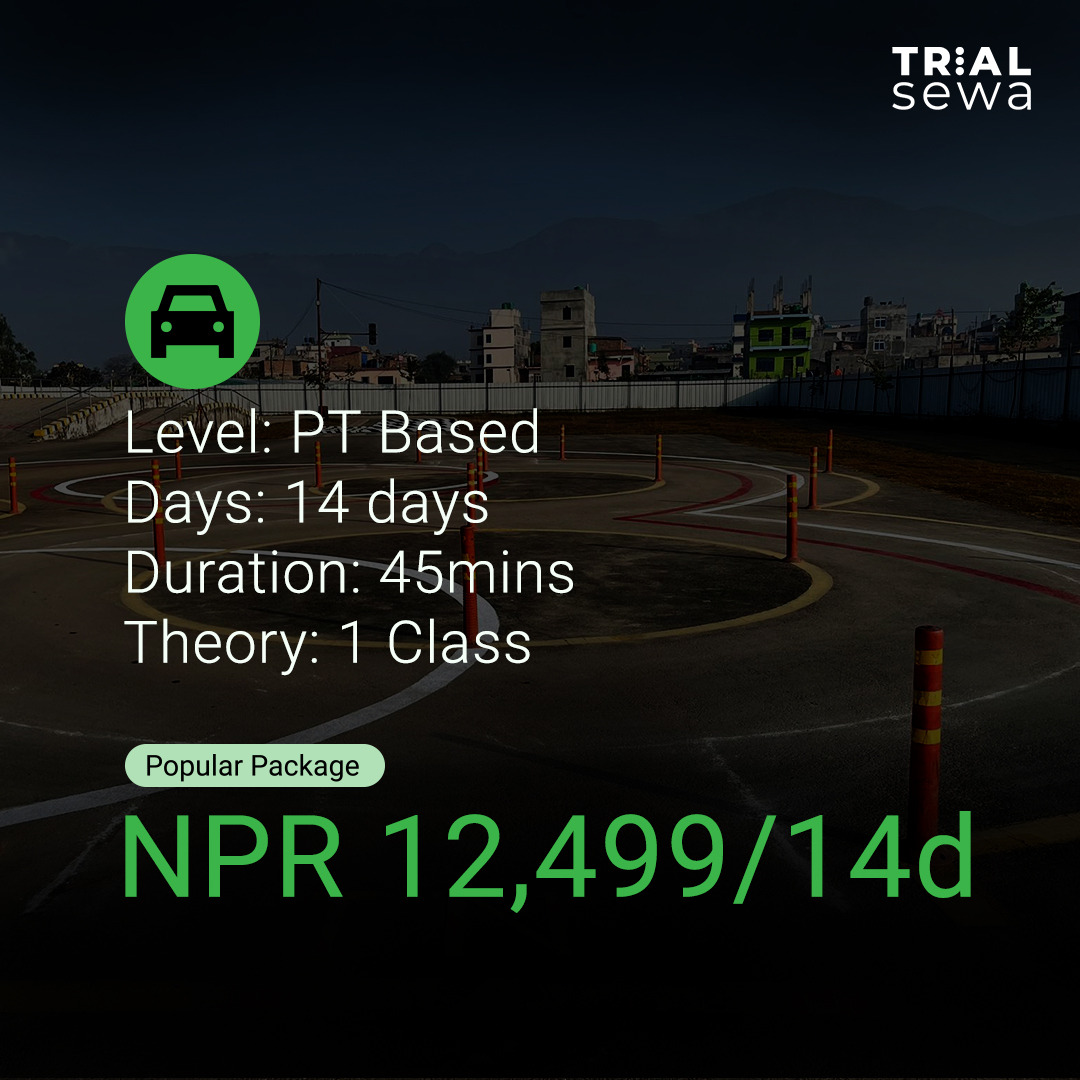 TRIAL
sewa
Level: PT Based
Days: 14 days
Duration: 45mins
Theory: 1 Class
Popular Package
NPR 12,499/14d